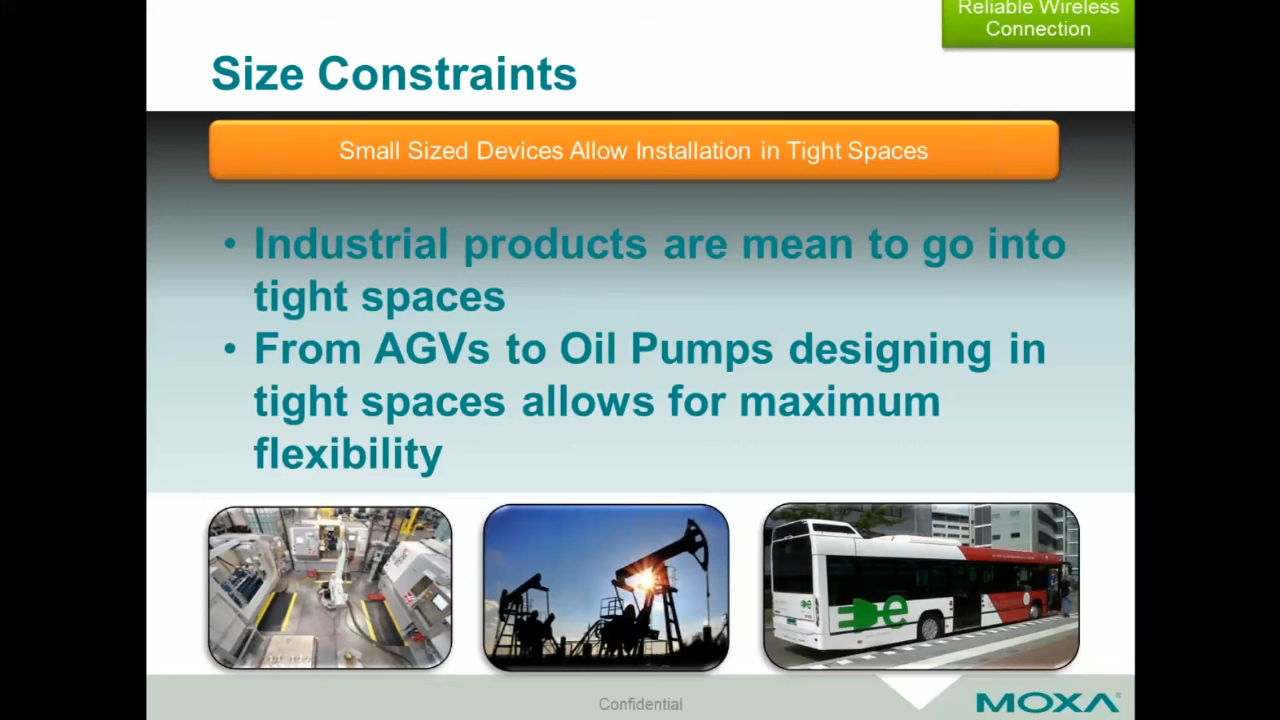 Reliable Wireless
Connection
Size Constraints
Small Sized Devices Allow Installation in Tight Spaces
• Industrial products are mean to go into
tight spaces
• From AGVs to Oil Pumps designing in
tight spaces allows for maximum
flexibility
e
e
Confidential
MOXA®